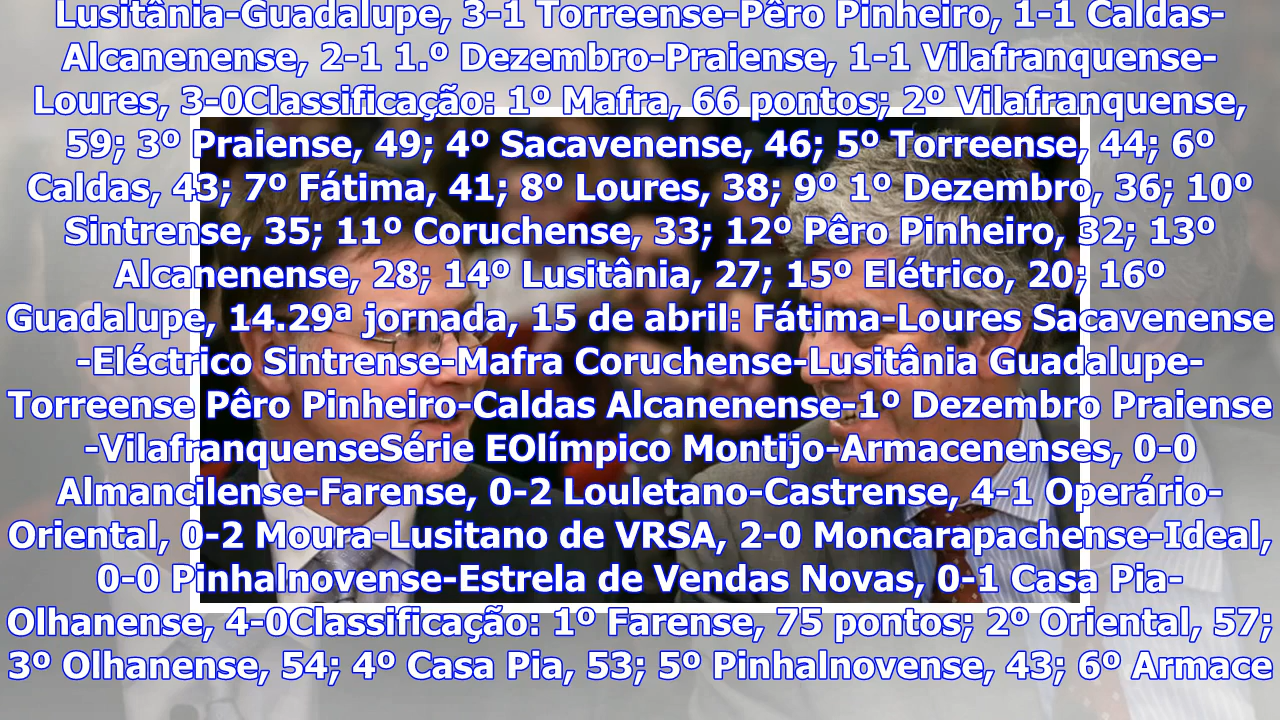 Lusitânia-Guadalupe, 3-1 Torreense-Pêro Pinheiro, 1-1 Caldas-
Alcanenense, 2-1 1.º Dezembro-Praiense, 1-1 Vilafranquense-
Loures, 3-0Classificação: 1º Mafra, 66 pontos; 2º Vilafranquense,
59; 3º Praiense, 49; 4º Sacavenense, 46; 5º Torreense, 44; 6º
Caldas, 43; 7º Fátima, 41; 8º Loures, 38; 9º 1º Dezembro, 36; 10º
Sintrense, 35; 11º Coruchense, 33; 12º Pêro Pinheiro, 32; 13º
Alcanenense, 28; 14º Lusitânia, 27; 15º Elétrico, 20; 16º
Guadalupe, 14.29ª jornada, 15 de abril: Fátima-Loures Sacavenense
-Eléctrico Sintrense-Mafra Coruchense-Lusitânia Guadalupe-
Torreense Pêro Pinheiro-Caldas Alcanenense-1º Dezembro Praiense
-VilafranquenseSérie EOlímpico Montijo-Armacenenses, 0-0
Almancilense-Farense, 0-2 Louletano-Castrense, 4-1 Operário-
Oriental, 0-2 Moura-Lusitano de VRSA, 2-0 Moncarapachense-Ideal,
0-0 Pinhalnovense-Estrela de Vendas Novas, 0-1 Casa Pia-
Olhanense, 4-0Classificação: 1º Farense, 75 pontos; 2º Oriental, 57;
3º Olhanense, 54; 4º Casa Pia, 53; 5º Pinhalnovense, 43; 6º Armace